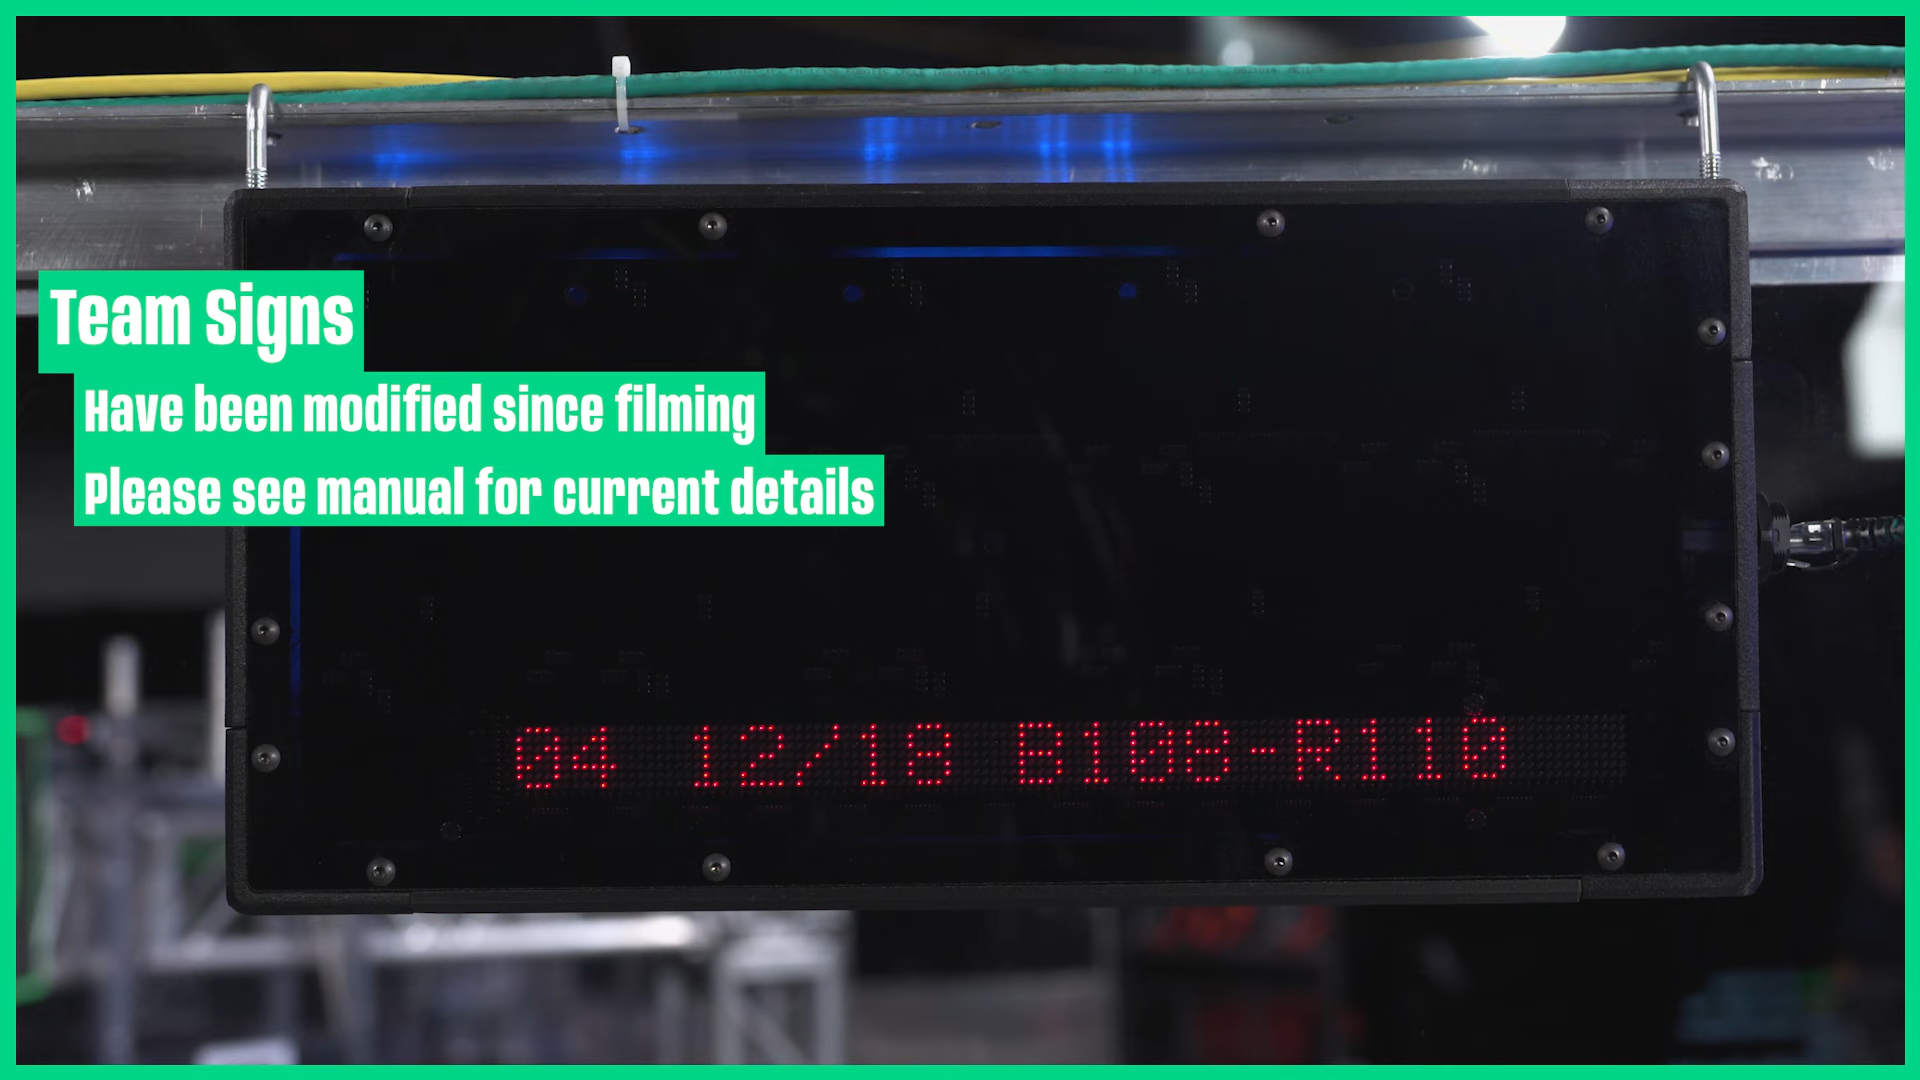 Team Signs
Have been modified since filming
Please see manual for current details
04 12/18 B108-R110